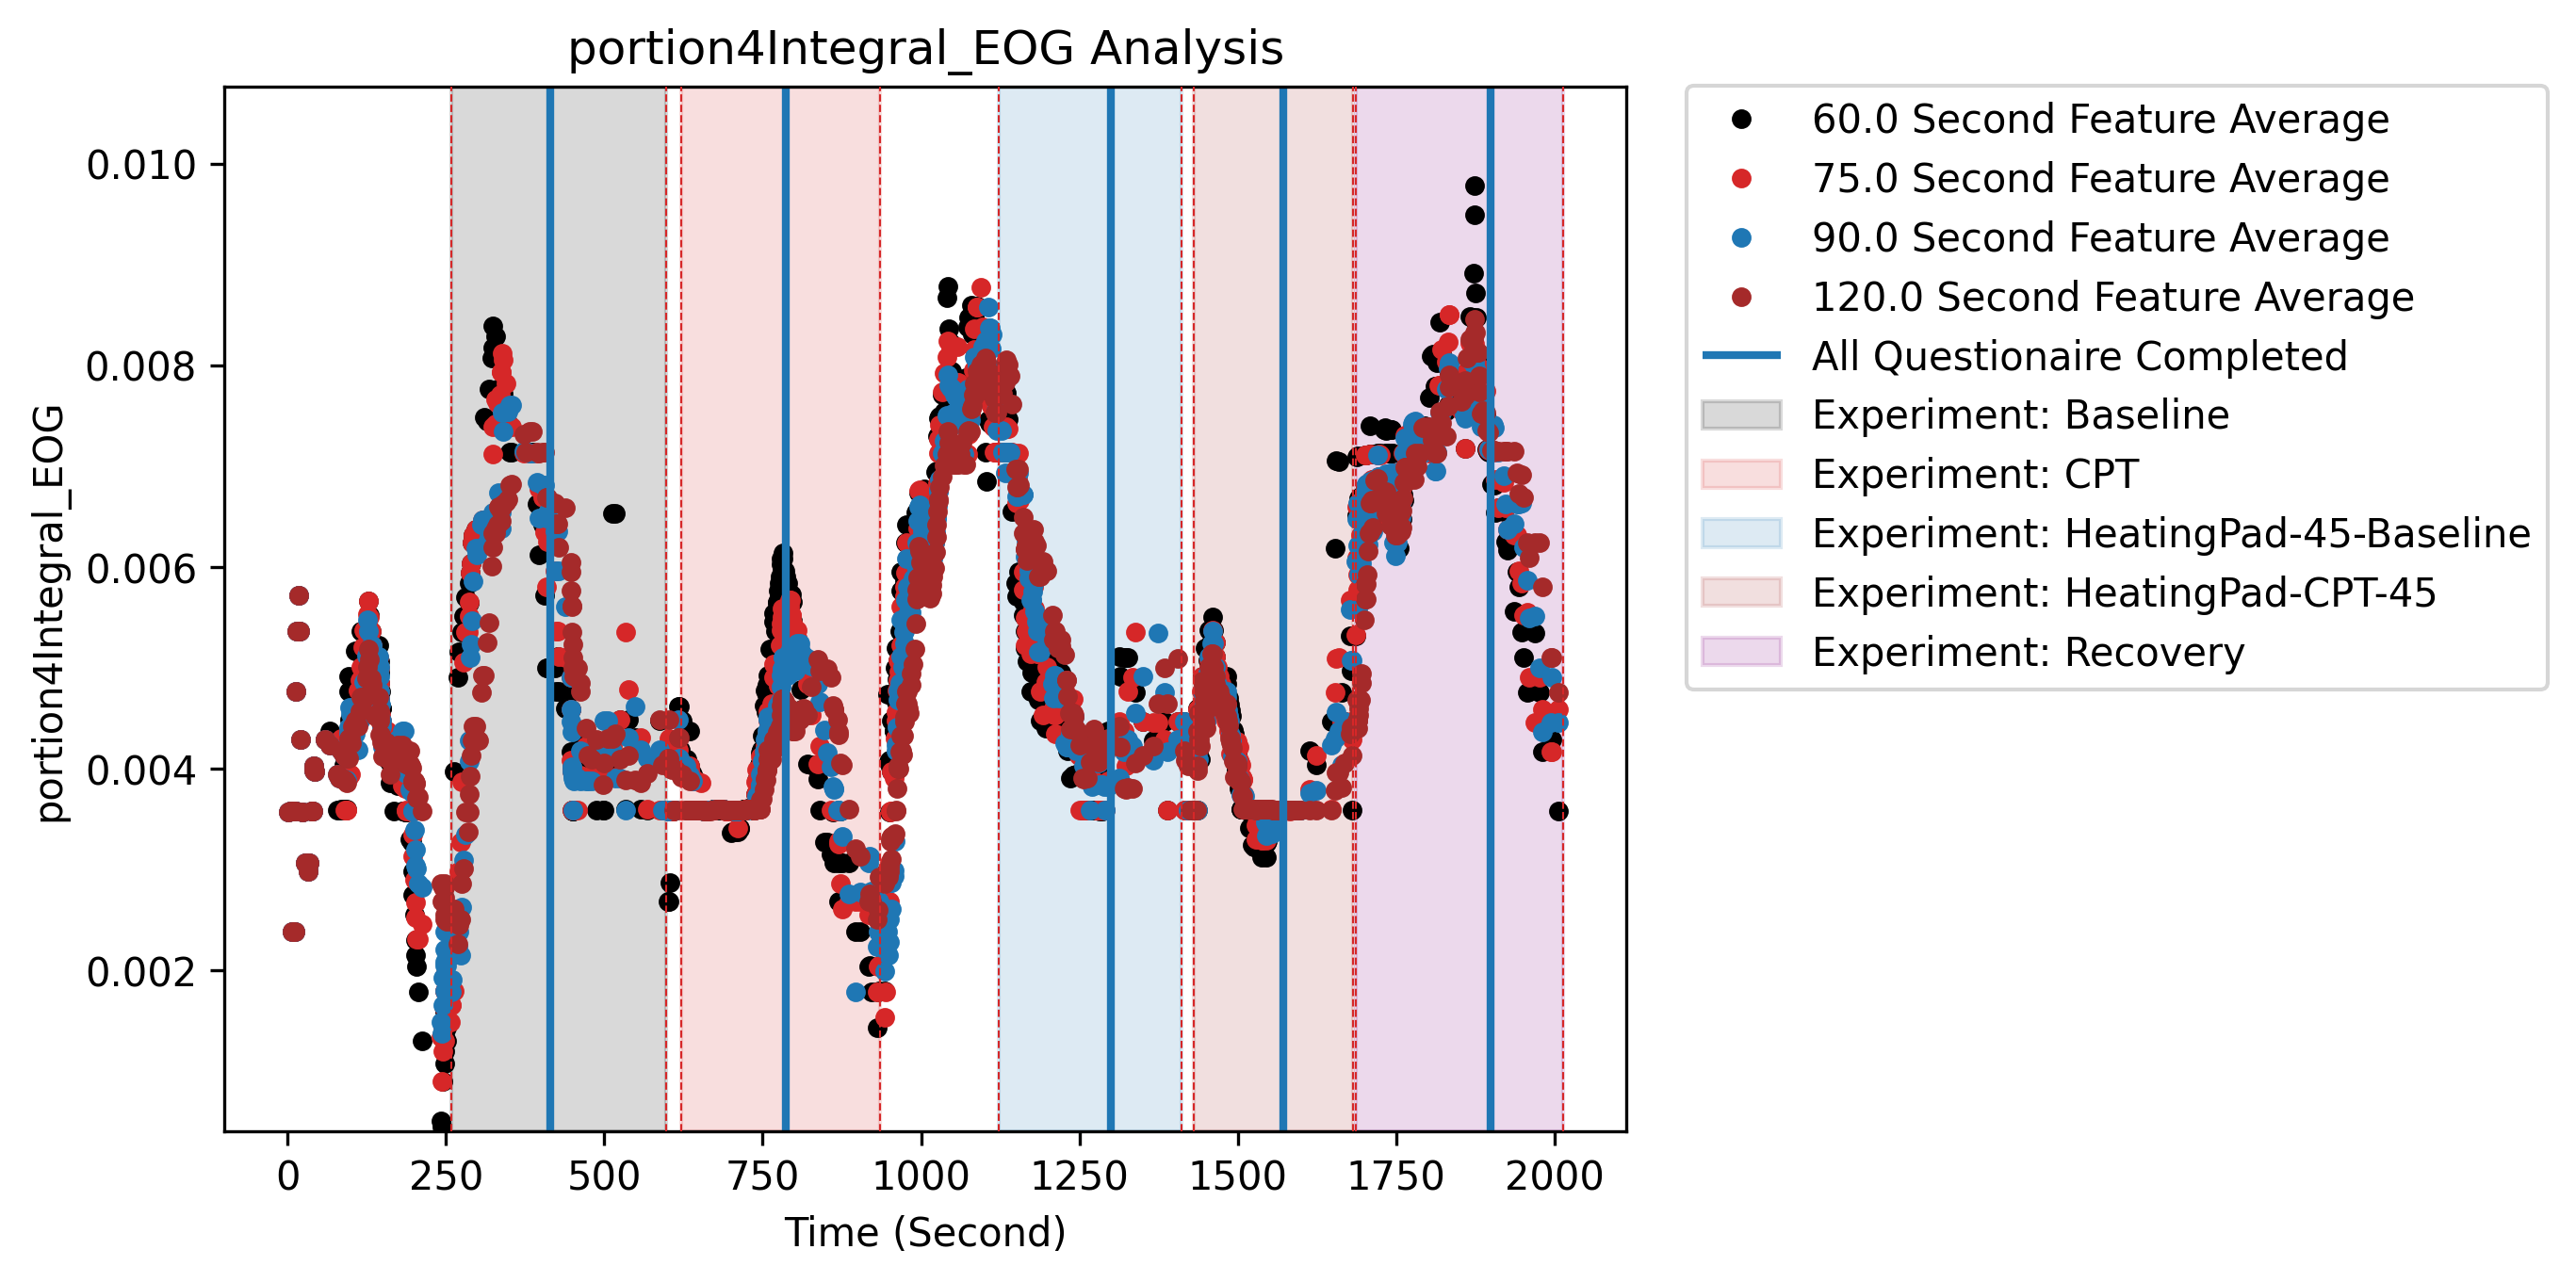 portion4Integral_EOG Analysis
0.010
0.008
0.006
0.004
0.002
portion4Integral_EOG
0 250 500 750 1000 1250 1500 1750 2000
Time (Second)
60.0 Second Feature Average
75.0 Second Feature Average
90.0 Second Feature Average
120.0 Second Feature Average
All Questionaire Completed
Experiment: Baseline
Experiment: CPT
Experiment: HeatingPad-45-Baseline
Experiment: HeatingPad-CPT-45
Experiment: Recovery